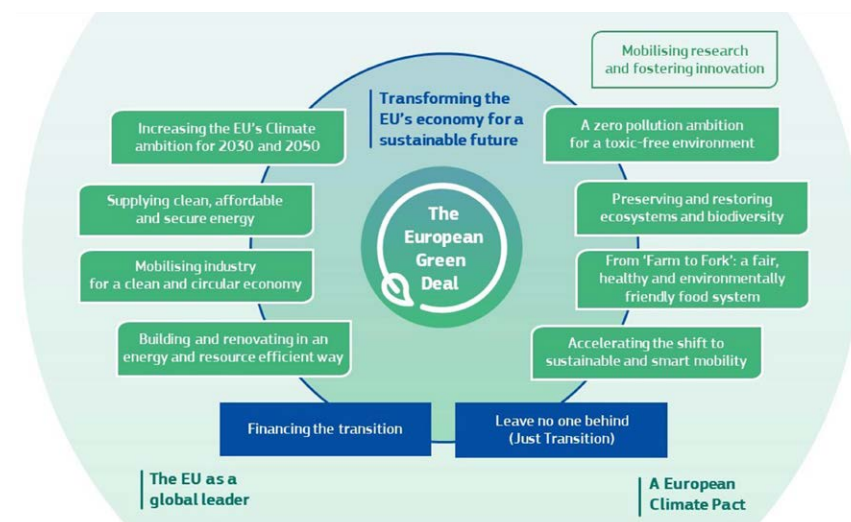 Mobilising research
and fostering innovation
Transforming the
EU's economy for a
sustainable future
Increasing the EU's Climate
ambition for 2030 and 2050
A zero pollution ambition
for a toxic-free environment
Supplying clean, affordable
and secure energy
Preserving and restoring
ecosystems and biodiversity
The
European
Green
Deal
Mobilising industry
for a clean and circular economy
From 'Farm to Fork': a fair,
healthy and environmentally
friendly food system
Building and renovating in an
energy and resource efficient way
Accelerating the shift to
sustainable and smart mobility
Financing the transition
Leave no one behind
(Just Transition)
The EU as a
global leader
A European
Climate Pact